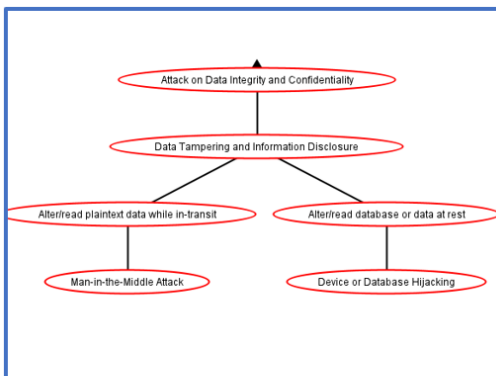 Attack on Data Integrity and Confidentiality
Data Tampering and Information Disclosure
Alter/read plaintext data while in-transit
Alter/read database or data at rest
Man-in-the-Middle Attack
Device or Database Hijacking